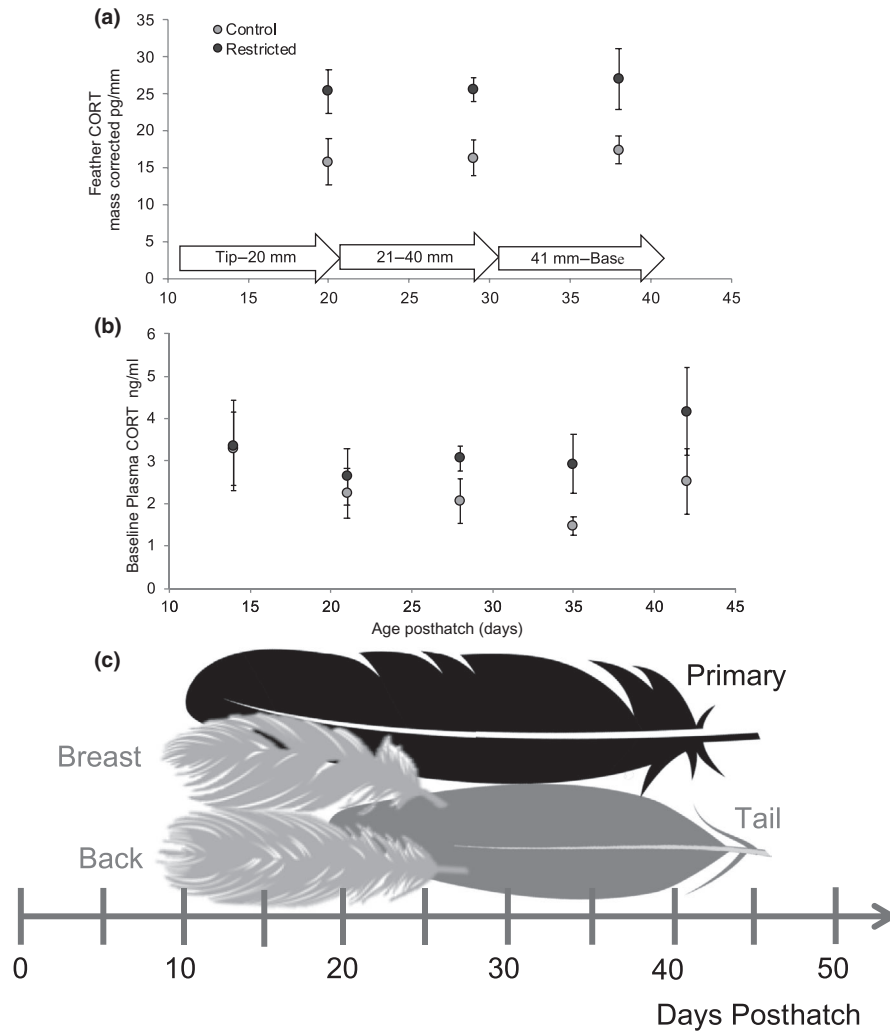 (a)
Control
Restricted
Feather CORT
mass corrected pg/mm
35
30
25
20
15
10
5
0
Tip–20 mm
21–40 mm
41 mm–Base
10 15 20 25 30 35 40 45
(b)
Baseline Plasma CORT ng/ml
6
5
4
3
2
1
0
10 15 20 25 30 35 40 45
Age posthatch (days)
(c)
Primary
Breast
Tail
Back
0 10 20 30 40 50
Days Posthatch